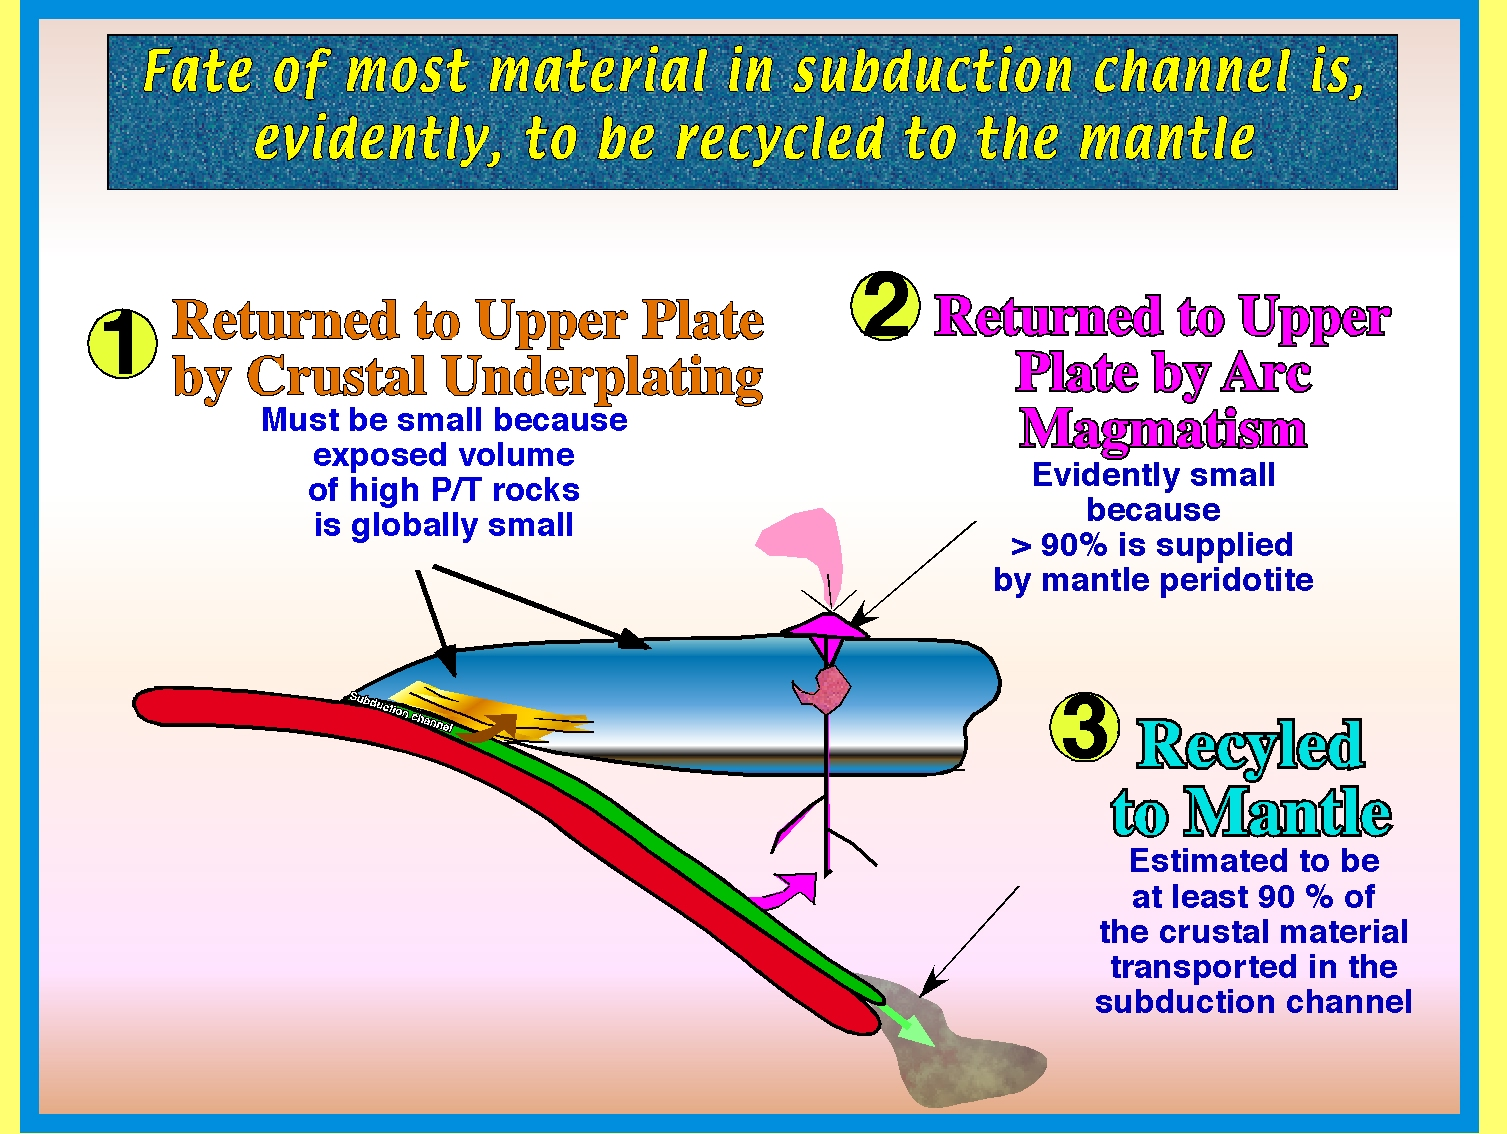 Fate of most material in subduction channel is,
evidently, to be recycled to the mantle
1
Returned to Upper Plate
by Crustal Underplating
Must be small because
exposed volume
of high P/T rocks
is globally small
2
Returned to Upper
Plate by Arc
Magmatism
Evidently small
because
> 90% is supplied
by mantle peridotite
Subduction channel
3
Recyled
to Mantle
Estimated to be
at least 90 % of
the crustal material
transported in the
subduction channel